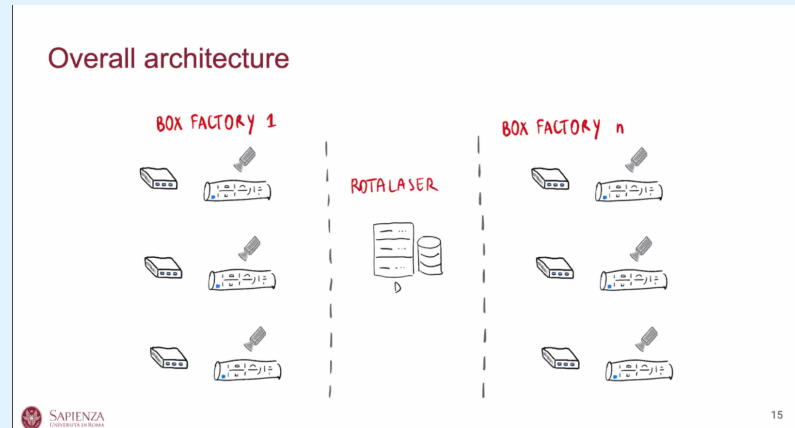 Overall architecture
BOX FACTORY 1
BOX FACTORY n
ROTALASER
D
SAPIENZA
UNIVERSITÀ DI ROMA
15